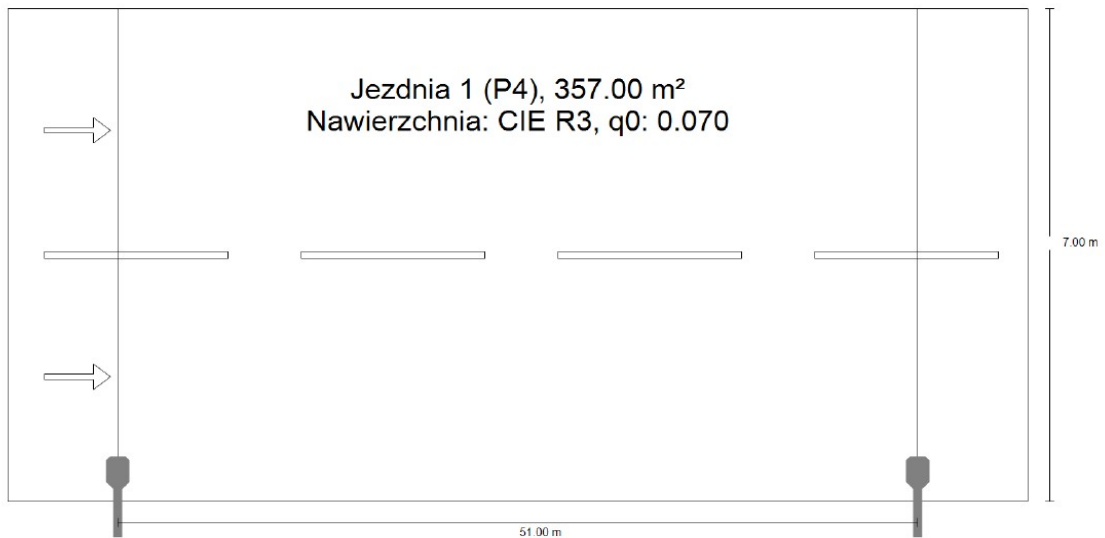 Jezdnia 1 (P4), 357.00 m²
Nawierzchnia: CIE R3, q0: 0.070
7.00 m
51.00 m